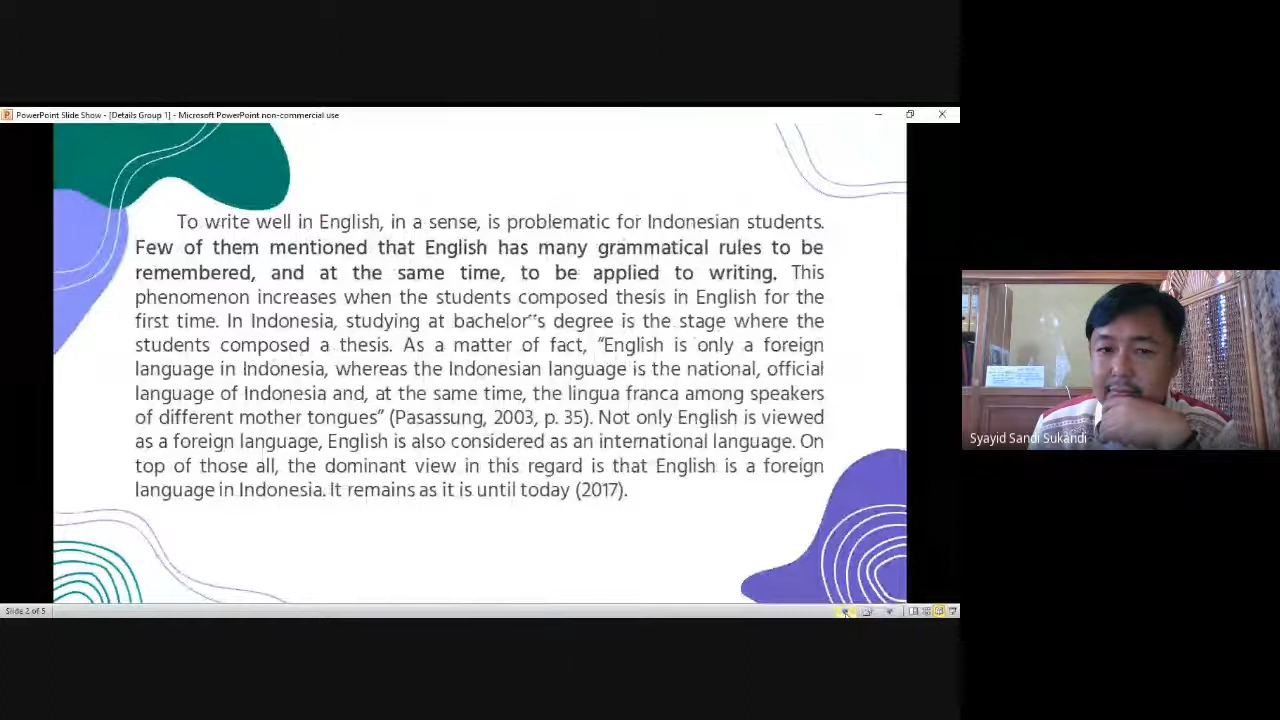 PowerPoint Slide Show - [Details Group 1] - Microsoft PowerPoint non-commercial use
To write well in English, in a sense, is problematic for Indonesian students.
Few of them mentioned that English has many grammatical rules to be
remembered, and at the same time, to be applied to writing. This
phenomenon increases when the students composed thesis in English for the
first time. In Indonesia, studying at bachelor‟s degree is the stage where the
students composed a thesis. As a matter of fact, “English is only a foreign
language in Indonesia, whereas the Indonesian language is the national, official
language of Indonesia and, at the same time, the lingua franca among speakers
of different mother tongues” (Pasassung, 2003, p. 35). Not only English is viewed
as a foreign language, English is also considered as an international language. On
top of those all, the dominant view in this regard is that English is a foreign
language in Indonesia. It remains as it is until today (2017).
Slide 2 of 5
Syayid Sandi Sukandi